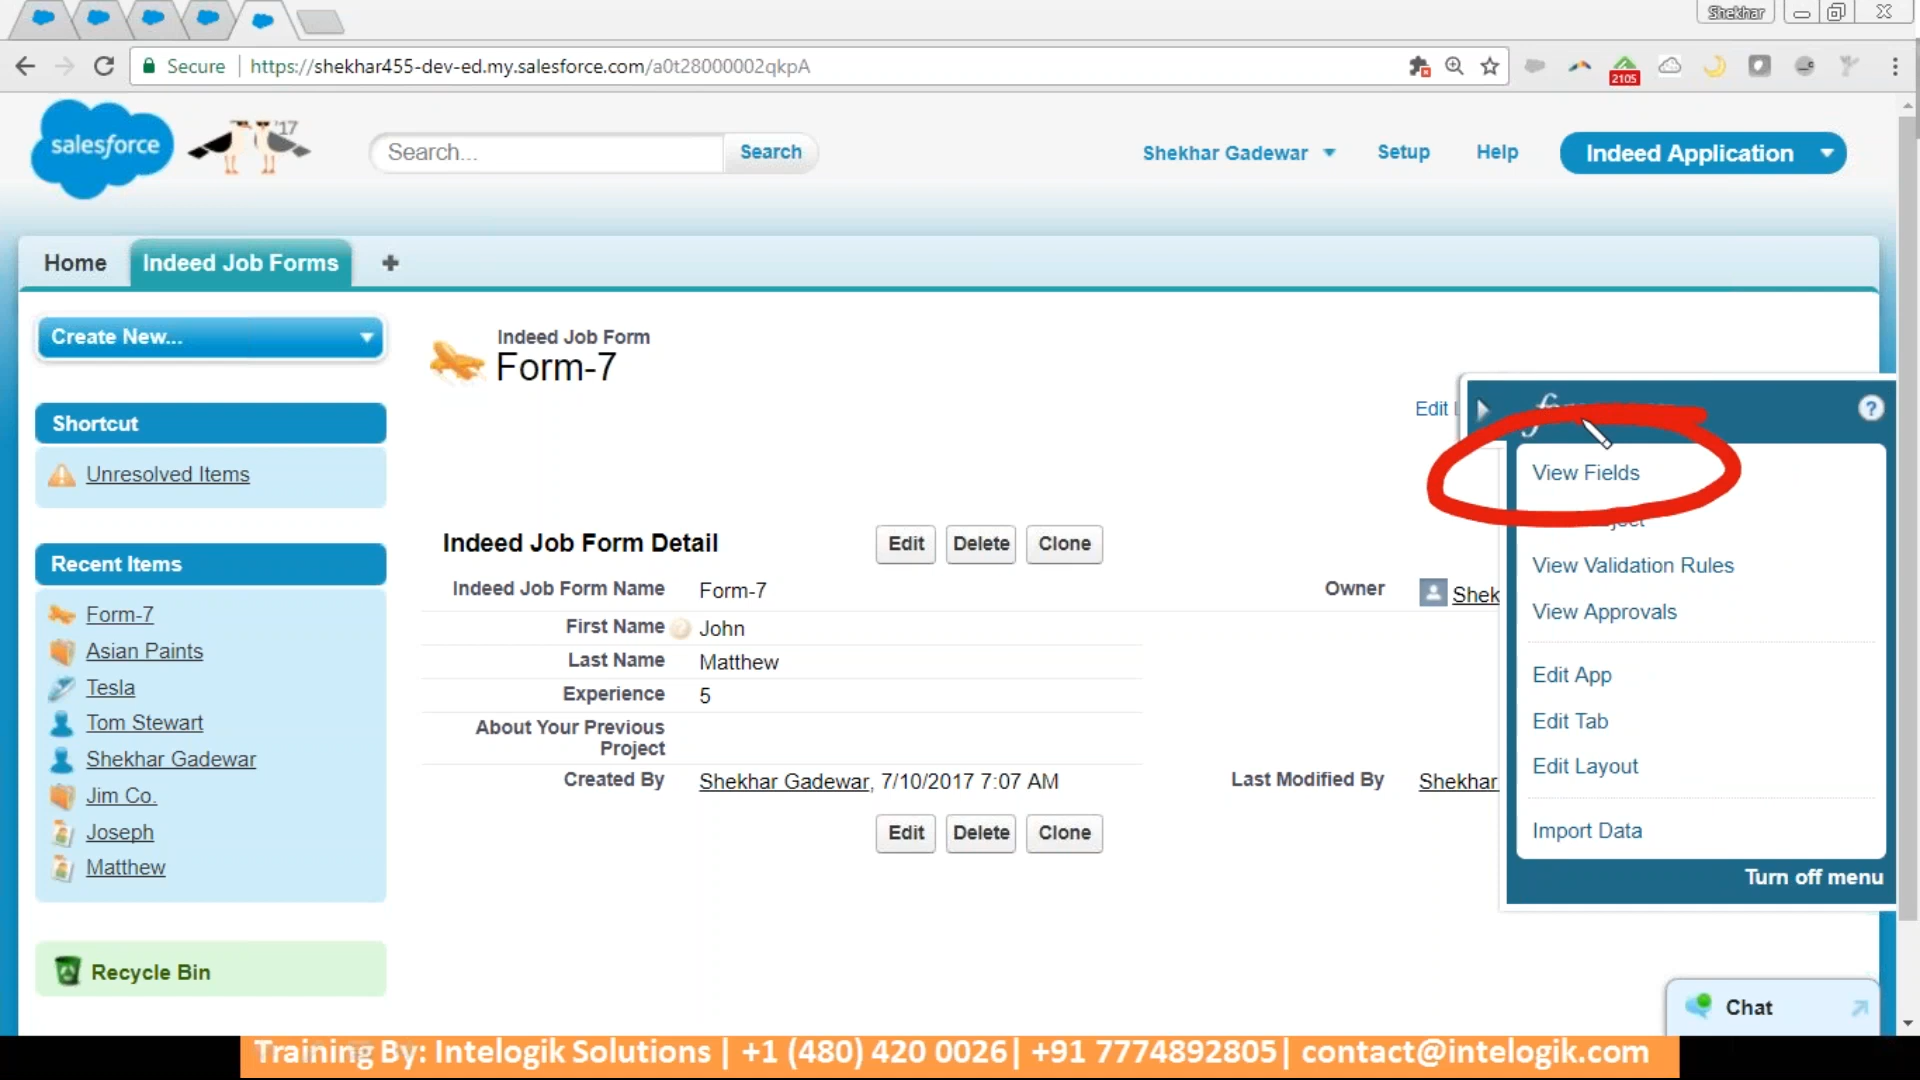 Shekhar
Secure https://shekhar455-dev-ed.my.salesforce.com/a0t28000002qkpA
2105
salesforce
'17
Search...
Search
Shekhar Gadewar
Setup
Help
Indeed Application
Home
Indeed Job Forms
Create New...
Indeed Job Form
Form-7
Shortcut
Unresolved Items
Edit
View Fields
View Validation Rules
View Approvals
Edit App
Edit Tab
Edit Layout
Import Data
Turn off menu
Indeed Job Form Detail
Edit
Delete
Clone
Indeed Job Form Name Form-7
Owner Shek
First Name John
Last Name Matthew
Experience 5
About Your Previous
Project
Created By Shekhar Gadewar, 7/10/2017 7:07 AM
Last Modified By Shekhar
Edit
Delete
Clone
Recent Items
Form-7
Asian Paints
Tesla
Tom Stewart
Shekhar Gadewar
Jim Co.
Joseph
Matthew
Recycle Bin
Chat
Training By: Intelogik Solutions | +1 (480) 420 0026| +91 7774892805| contact@intelogik.com